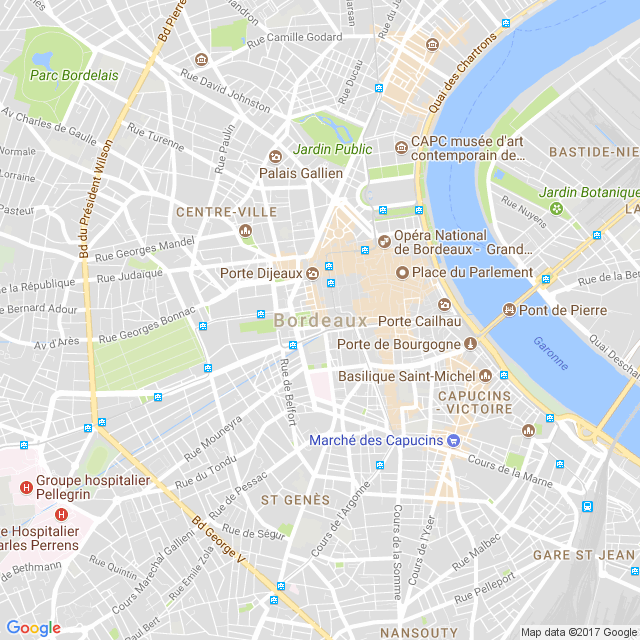 Bd Pierre
Rue Camille Godard
Rue du Je
Parc Bordelais
Rue David Johnston
Rue Ducau
Quai des Chartrons
Av Charles de Gaulle
Rue Turenne
Rue Paulin
Jardin Public
CAPC musée d'art
contemporain de...
Normale
BASTIDE-NIE
Lorraine
Palais Gallien
Bd du Président Wilson
Jardin Botanique
LA
Pasteur
CENTRE-VILLE
Rue Nuyens
Rue Georges Mandel
Opéra National
de Bordeaux - Grand...
Rue Judaïque
Porte Dijeaux
Place du Parlement
Rue de la Be
e la République
Bernard Adour
Rue Georges Bonnac
Bordeaux
Porte Cailhau
Pont de Pierre
Av d'Arès
Porte de Bourgogne
Garonne
Quai Descham
Rue de Belfort
Basilique Saint-Michel
CAPUCINS
- VICTOIRE
Rue Mouneyra
Marché des Capucins
Rue du Tondu
Cours de la Marne
Groupe hospitalier
Pellegrin
Rue de Pessac
ST GENÈS
Cours de l'Argonne
e Hospitalier
arles Perrens
Bd George V
Rue de Ségur
Cours de la Somme
Cours de l'Yser
Rue Malbec
GARE ST JEAN
de Bethmann
Rue Quintin
Cours Maréchal Gallieni
Rue Emile Zola
Rue Pelleport
Paul Bert
NANSOUTY
Google
Map data ©2017 Google